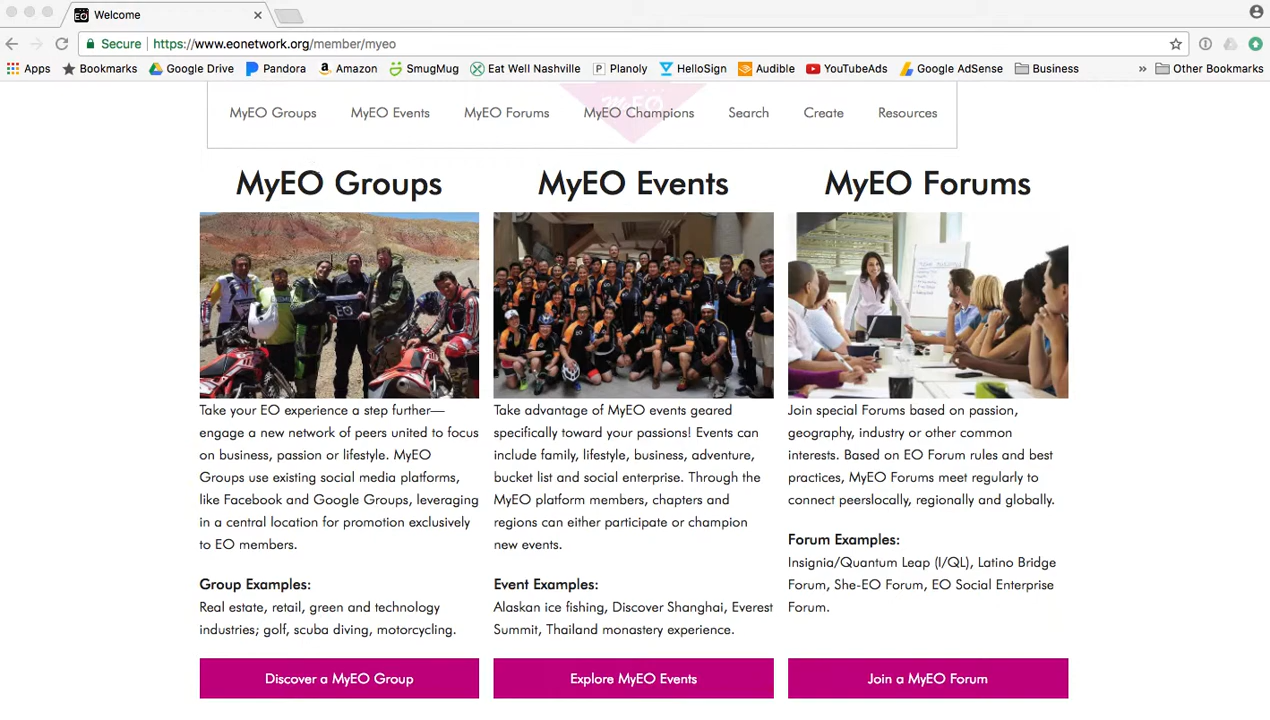 EO Welcome
Secure https://www.eonetwork.org/member/myeo
Apps Bookmarks Google Drive Pandora Amazon SmugMug Eat Well Nashville Planoly HelloSign Audible YouTubeAds Google AdSense Business » Other Bookmarks
MyEO
MyEO Groups MyEO Events MyEO Forums MyEO Champions Search Create Resources
MyEO Groups
EO
Take your EO experience a step further—
engage a new network of peers united to focus
on business, passion or lifestyle. MyEO
Groups use existing social media platforms,
like Facebook and Google Groups, leveraging
in a central location for promotion exclusively
to EO members.
Group Examples:
Real estate, retail, green and technology
industries; golf, scuba diving, motorcycling.
Discover a MyEO Group
MyEO Events
Take advantage of MyEO events geared
specifically toward your passions! Events can
include family, lifestyle, business, adventure,
bucket list and social enterprise. Through the
MyEO platform members, chapters and
regions can either participate or champion
new events.
Event Examples:
Alaskan ice fishing, Discover Shanghai, Everest
Summit, Thailand monastery experience.
Explore MyEO Events
MyEO Forums
Join special Forums based on passion,
geography, industry or other common
interests. Based on EO Forum rules and best
practices, MyEO Forums meet regularly to
connect peerslocally, regionally and globally.
Forum Examples:
Insignia/Quantum Leap (I/QL), Latino Bridge
Forum, She-EO Forum, EO Social Enterprise
Forum.
Join a MyEO Forum